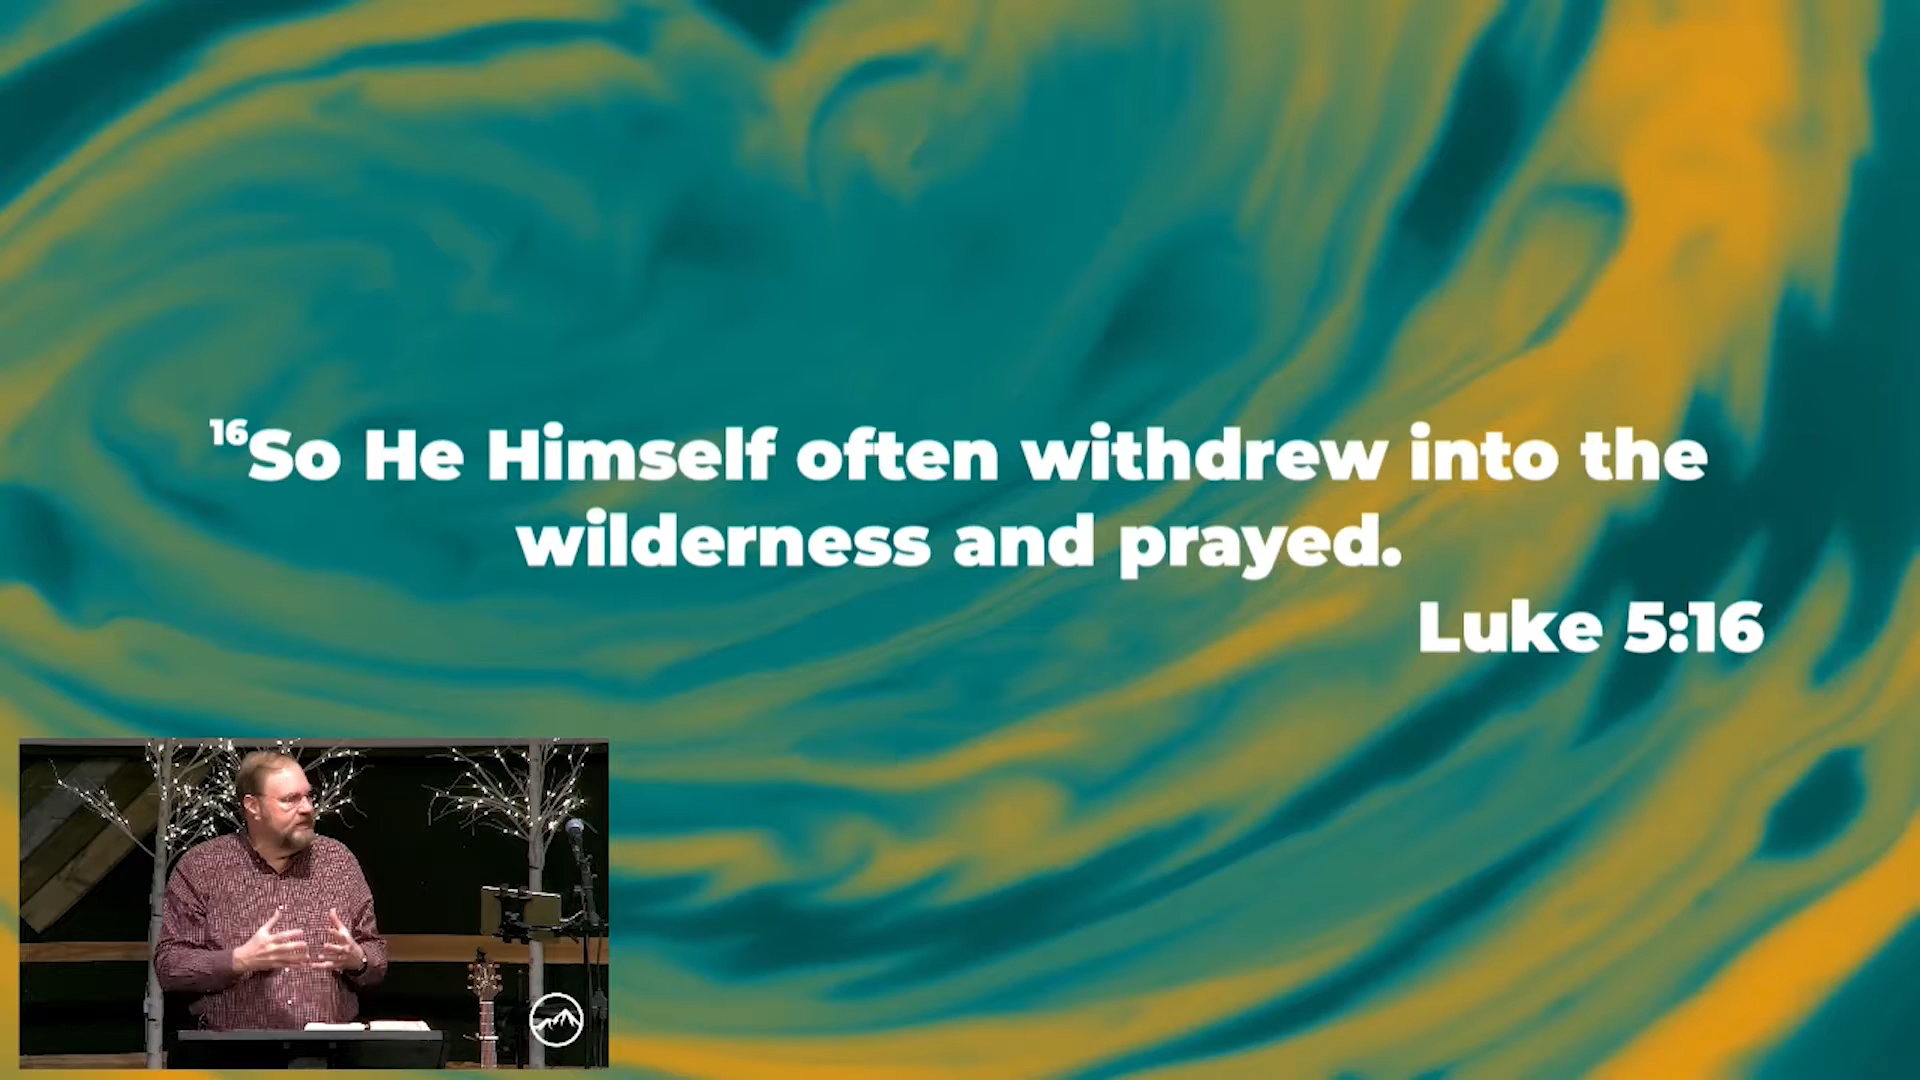 ¹⁶So He Himself often withdrew into the
wilderness and prayed.
Luke 5:16